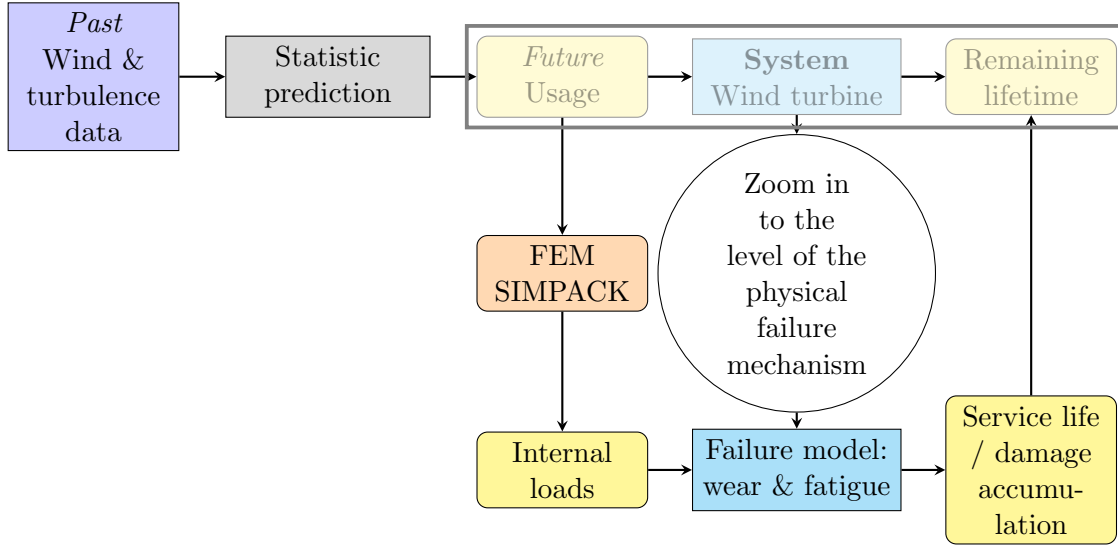 Past
Wind &
turbulence
data
Statistic
prediction
Future
Usage
System
Wind turbine
Remaining
lifetime
Zoom in
to the
level of the
physical
failure
mechanism
FEM
SIMPACK
Internal
loads
Failure model:
wear & fatigue
Service life
/ damage
accumu-
lation